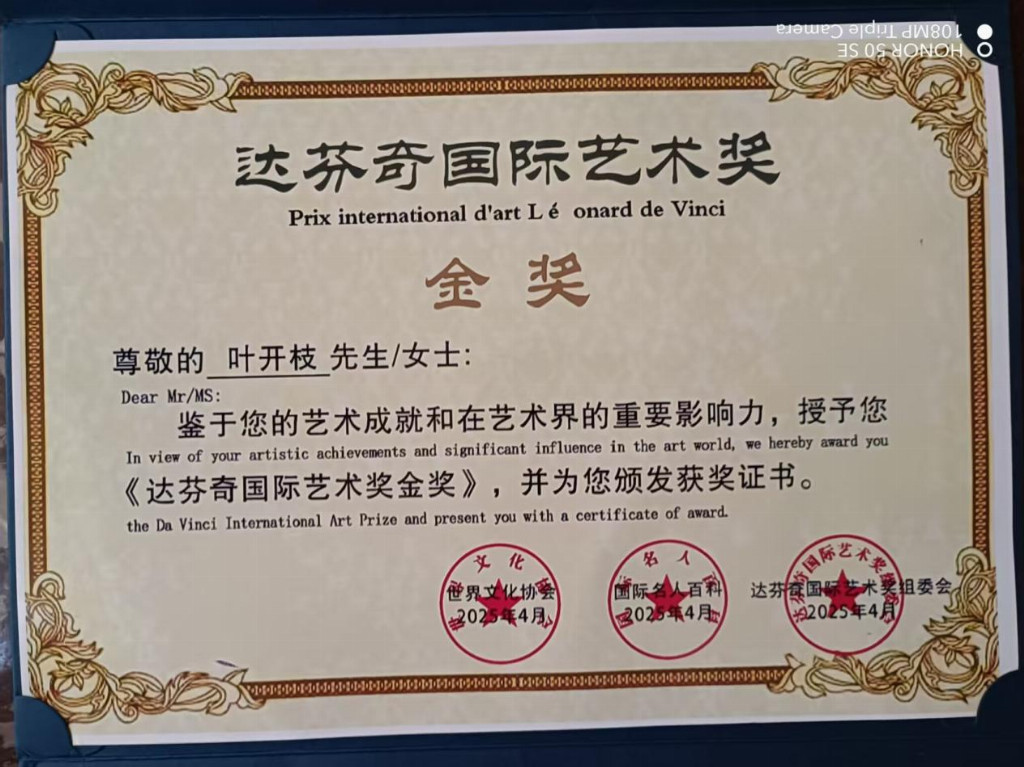 HONOR 50 SE
108MP Triple Camera
达芬奇国际艺术奖
Prix international d'art L é onard de Vinci
金 奖
尊敬的 叶开枝 先生/女士:
Dear Mr/MS:
鉴于您的艺术成就和在艺术界的重要影响力，授予您
In view of your artistic achievements and significant influence in the art world, we hereby award you
《达芬奇国际艺术奖金奖》，并为您颁发获奖证书。
the Da Vinci International Art Prize and present you with a certificate of award.
世界文化协会
2025年4月
国际名人百科
2025年4月
达芬奇国际艺术奖组委会
2025年4月